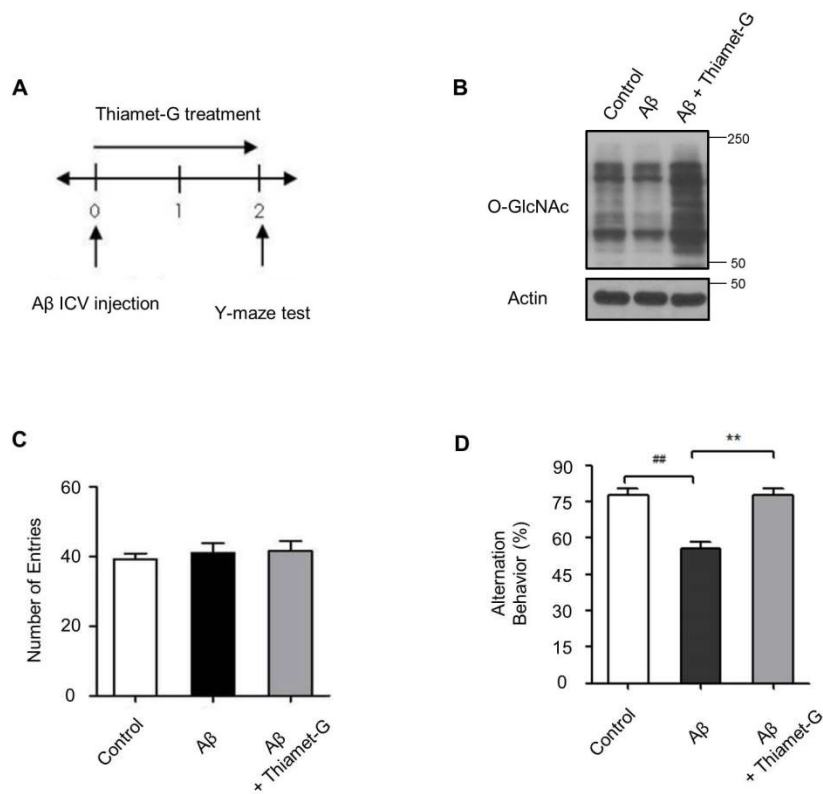 A
Thiamet-G treatment
0
1
2
Aβ ICV injection
Y-maze test
B
Control
Aβ
Aβ + Thiamet-G
250
O-GlcNAc
50
50
Actin
C
Number of Entries
60
40
20
0
Control
Aβ
Aβ
+ Thiamet-G
D
##
**
Alternation
Behavior (%)
90
75
60
45
30
15
0
Control
Aβ
Aβ
+ Thiamet-G